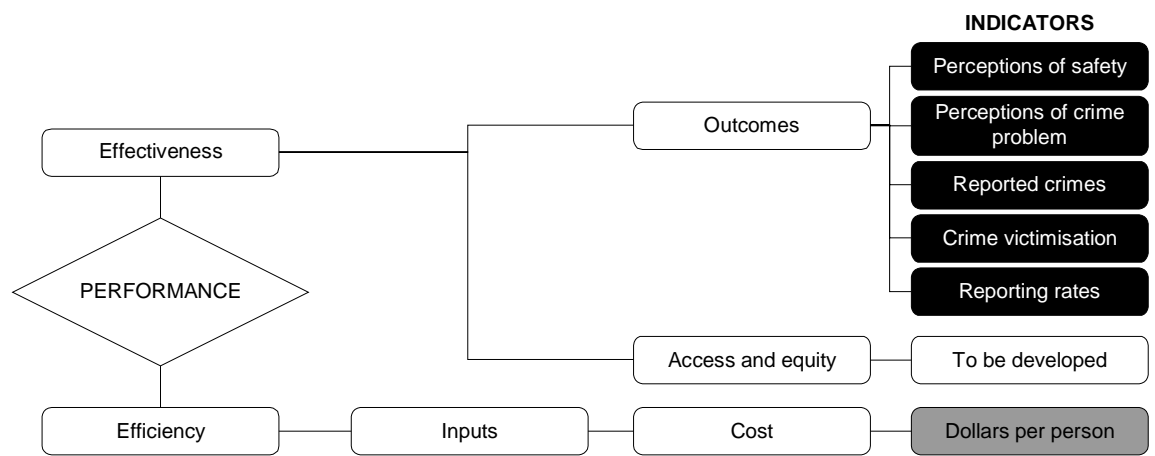 INDICATORS
Perceptions of safety
Outcomes
Perceptions of crime
problem
Effectiveness
Reported crimes
Crime victimisation
PERFORMANCE
Reporting rates
Access and equity
To be developed
Efficiency
Inputs
Cost
Dollars per person